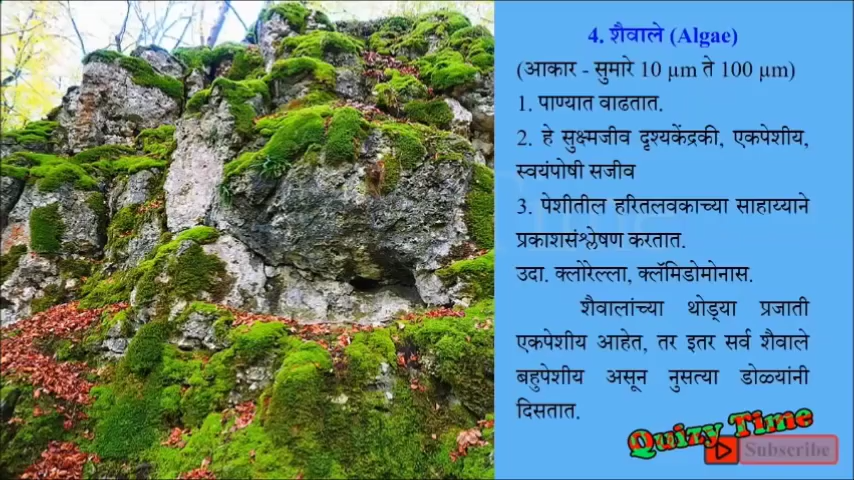 4. शैवाले (Algae)
(आकार - सुमारे 10 µm ते 100 µm)
1. पाण्यात वाढतात.
2. हे सुक्ष्मजीव दृश्यकेंद्रकी, एकपेशीय,
स्वयंपोषी सजीव
3. पेशीतील हरितलवकाच्या साहाय्याने
प्रकाशसंश्लेषण करतात.
उदा. क्लोरेल्ला, क्लॅमिडोमोनास.
शैवालांच्या थोड्या प्रजाती
एकपेशीय आहेत, तर इतर सर्व शैवाले
बहुपेशीय असून नुसत्या डोळ्यांनी
दिसतात.
Quizy Time
Subscribe